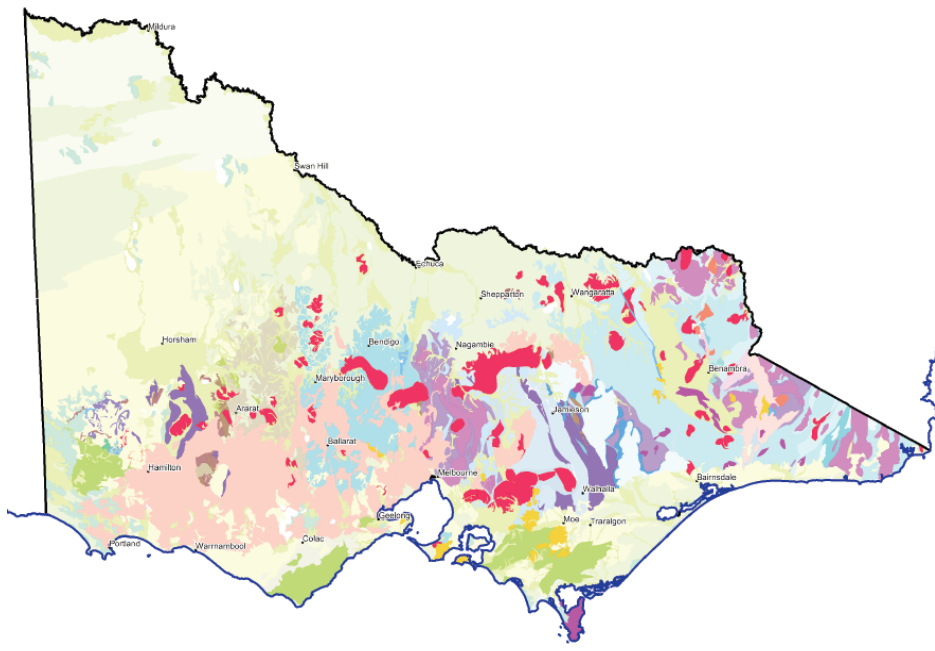 Mildura
Swan Hill
Echuca
Shepparton
Wangaratta
Horsham
Bendigo
Nagambie
Benambra
Maryborough
Ararat
Jamieson
Ballarat
Hamilton
Melbourne
Bairnsdale
Walhalla
Geelong
Moe
Traralgon
Portland
Warrnambool
Colac